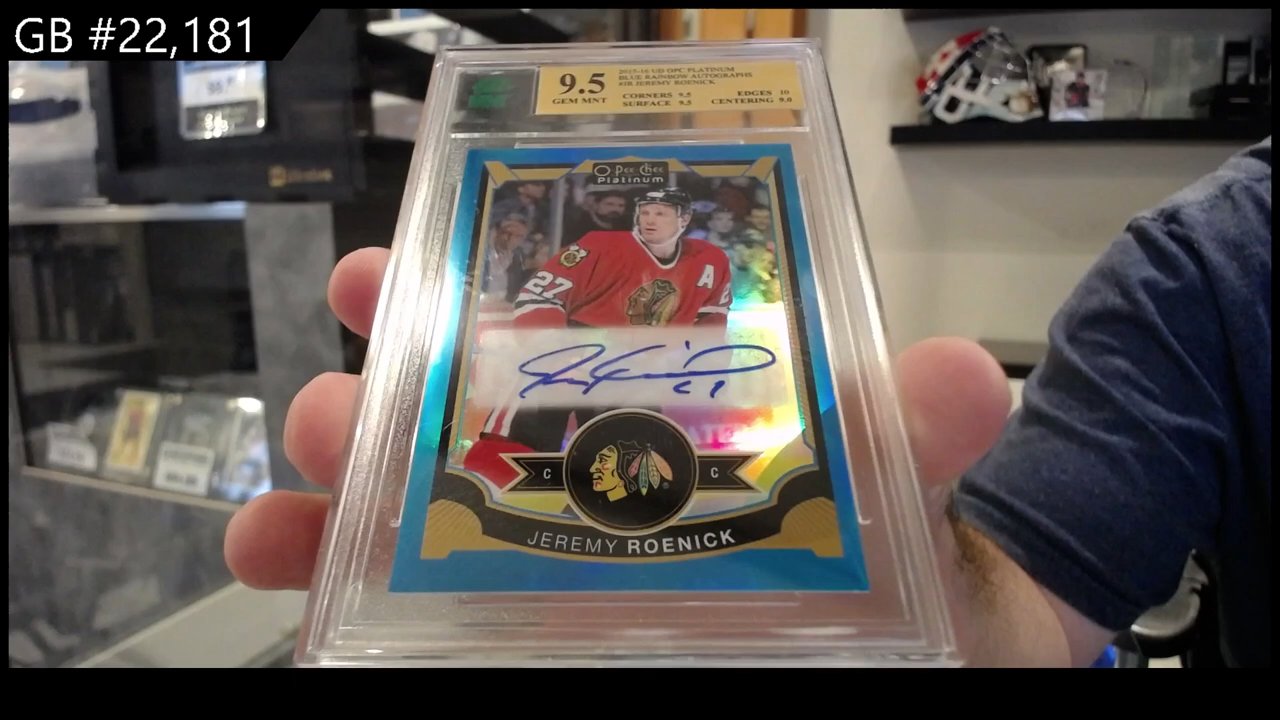 GB #22,181
9.5
GEM MNT
2015-16 UD OPC PLATINUM
BLUE RAINBOW AUTOGRAPHS
JEREMY ROENICK
CORNERS 9.5
EDGES 10
SURFACE 9.5
CENTERING 9.0
O Pee Chee
Platinum
A
27
C
C
JEREMY ROENICK